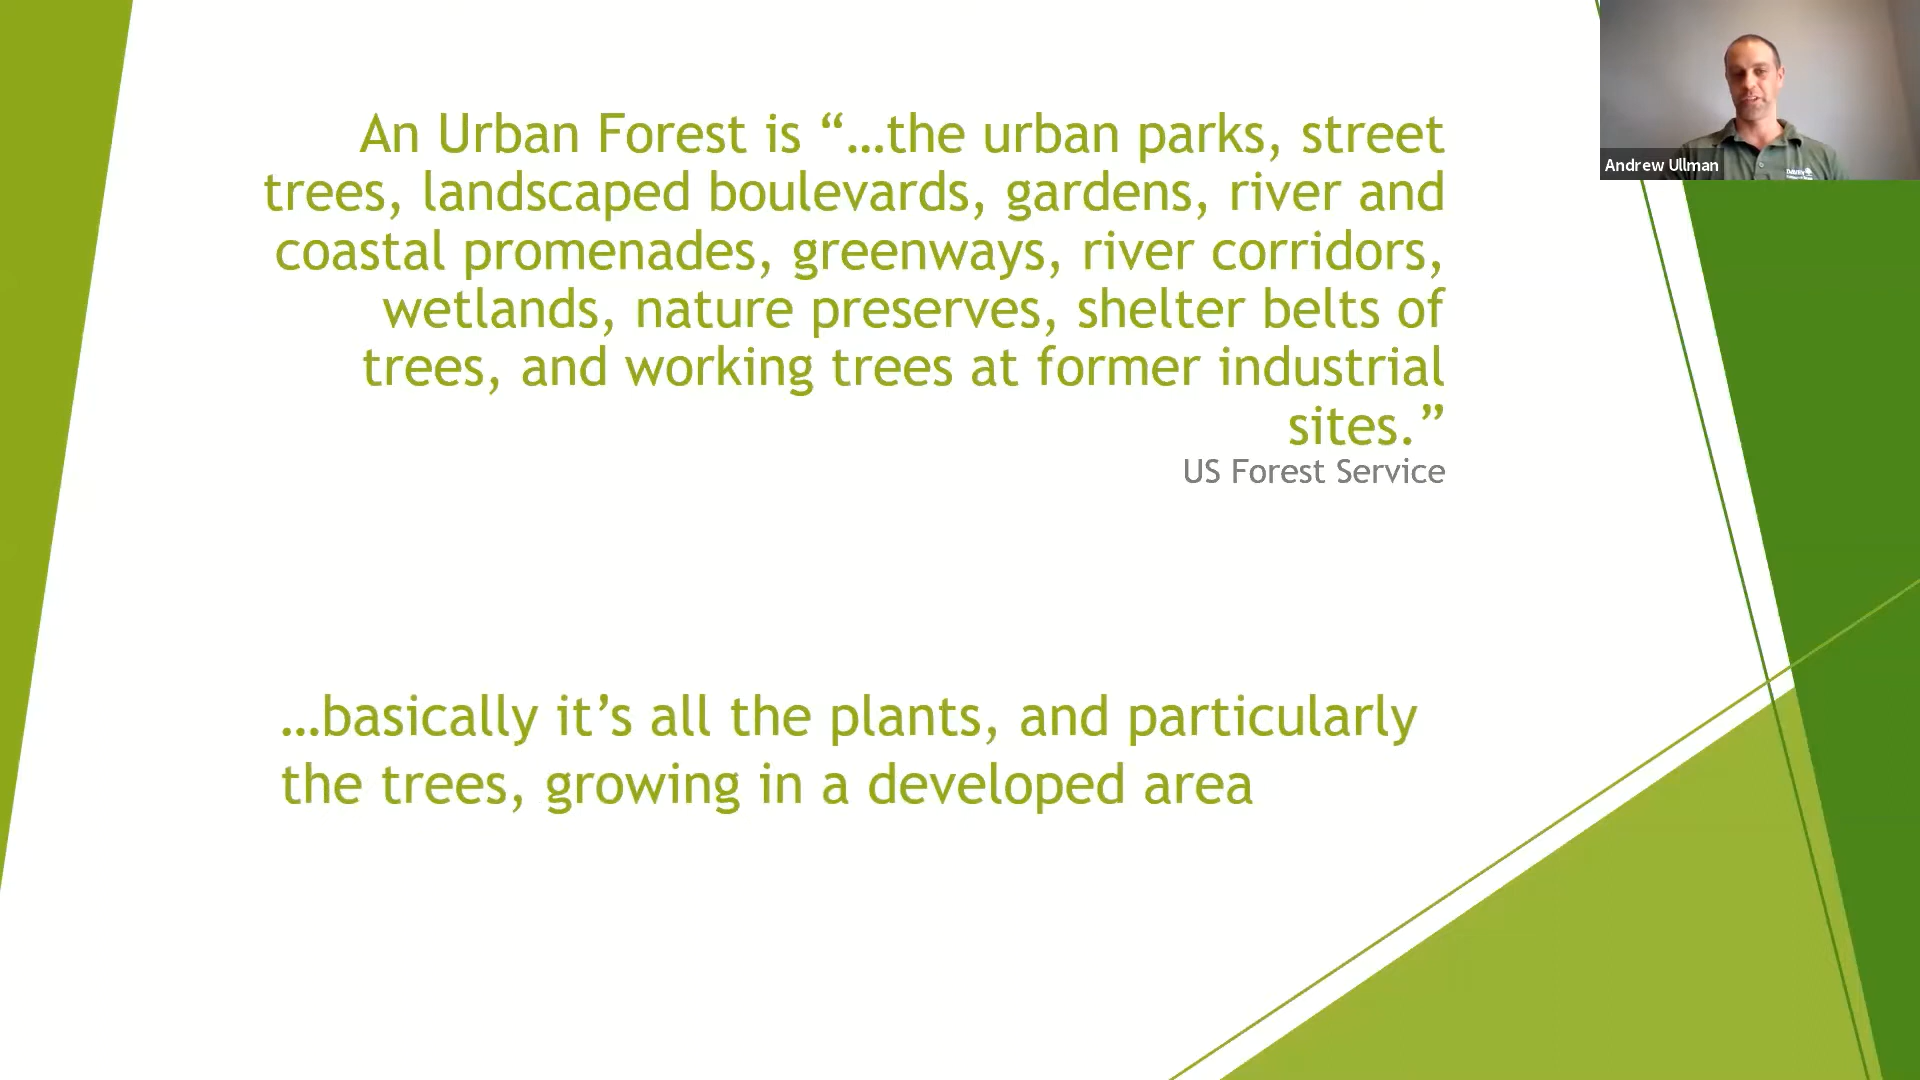 An Urban Forest is “…the urban parks, street
trees, landscaped boulevards, gardens, river and
coastal promenades, greenways, river corridors,
wetlands, nature preserves, shelter belts of
trees, and working trees at former industrial
sites.”
US Forest Service
…basically it’s all the plants, and particularly
the trees, growing in a developed area
Andrew Ullman